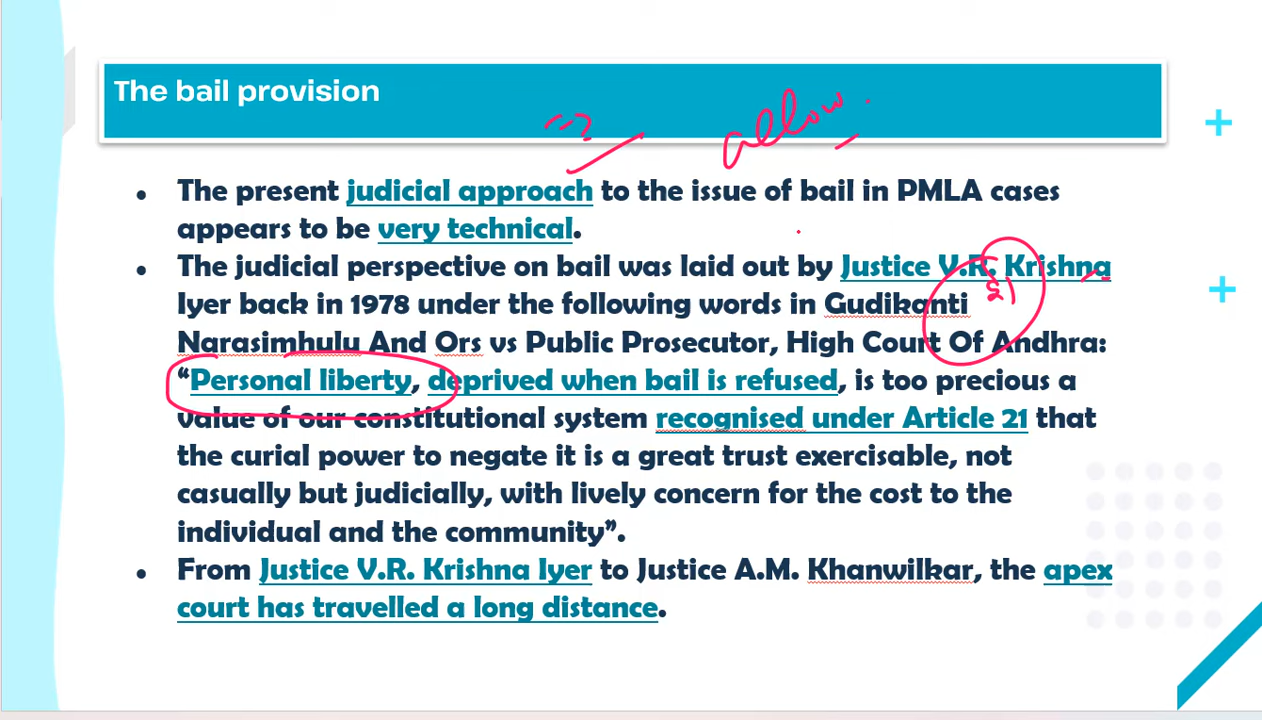 The bail provision
allow
• The present judicial approach to the issue of bail in PMLA cases
appears to be very technical.
• The judicial perspective on bail was laid out by Justice V.R. Krishna
21
Iyer back in 1978 under the following words in Gudikanti
Narasimhulu And Ors vs Public Prosecutor, High Court Of Andhra:
“Personal liberty, deprived when bail is refused, is too precious a
value of our constitutional system recognised under Article 21 that
the curial power to negate it is a great trust exercisable, not
casually but judicially, with lively concern for the cost to the
individual and the community”.
• From Justice V.R. Krishna Iyer to Justice A.M. Khanwilkar, the apex
court has travelled a long distance.